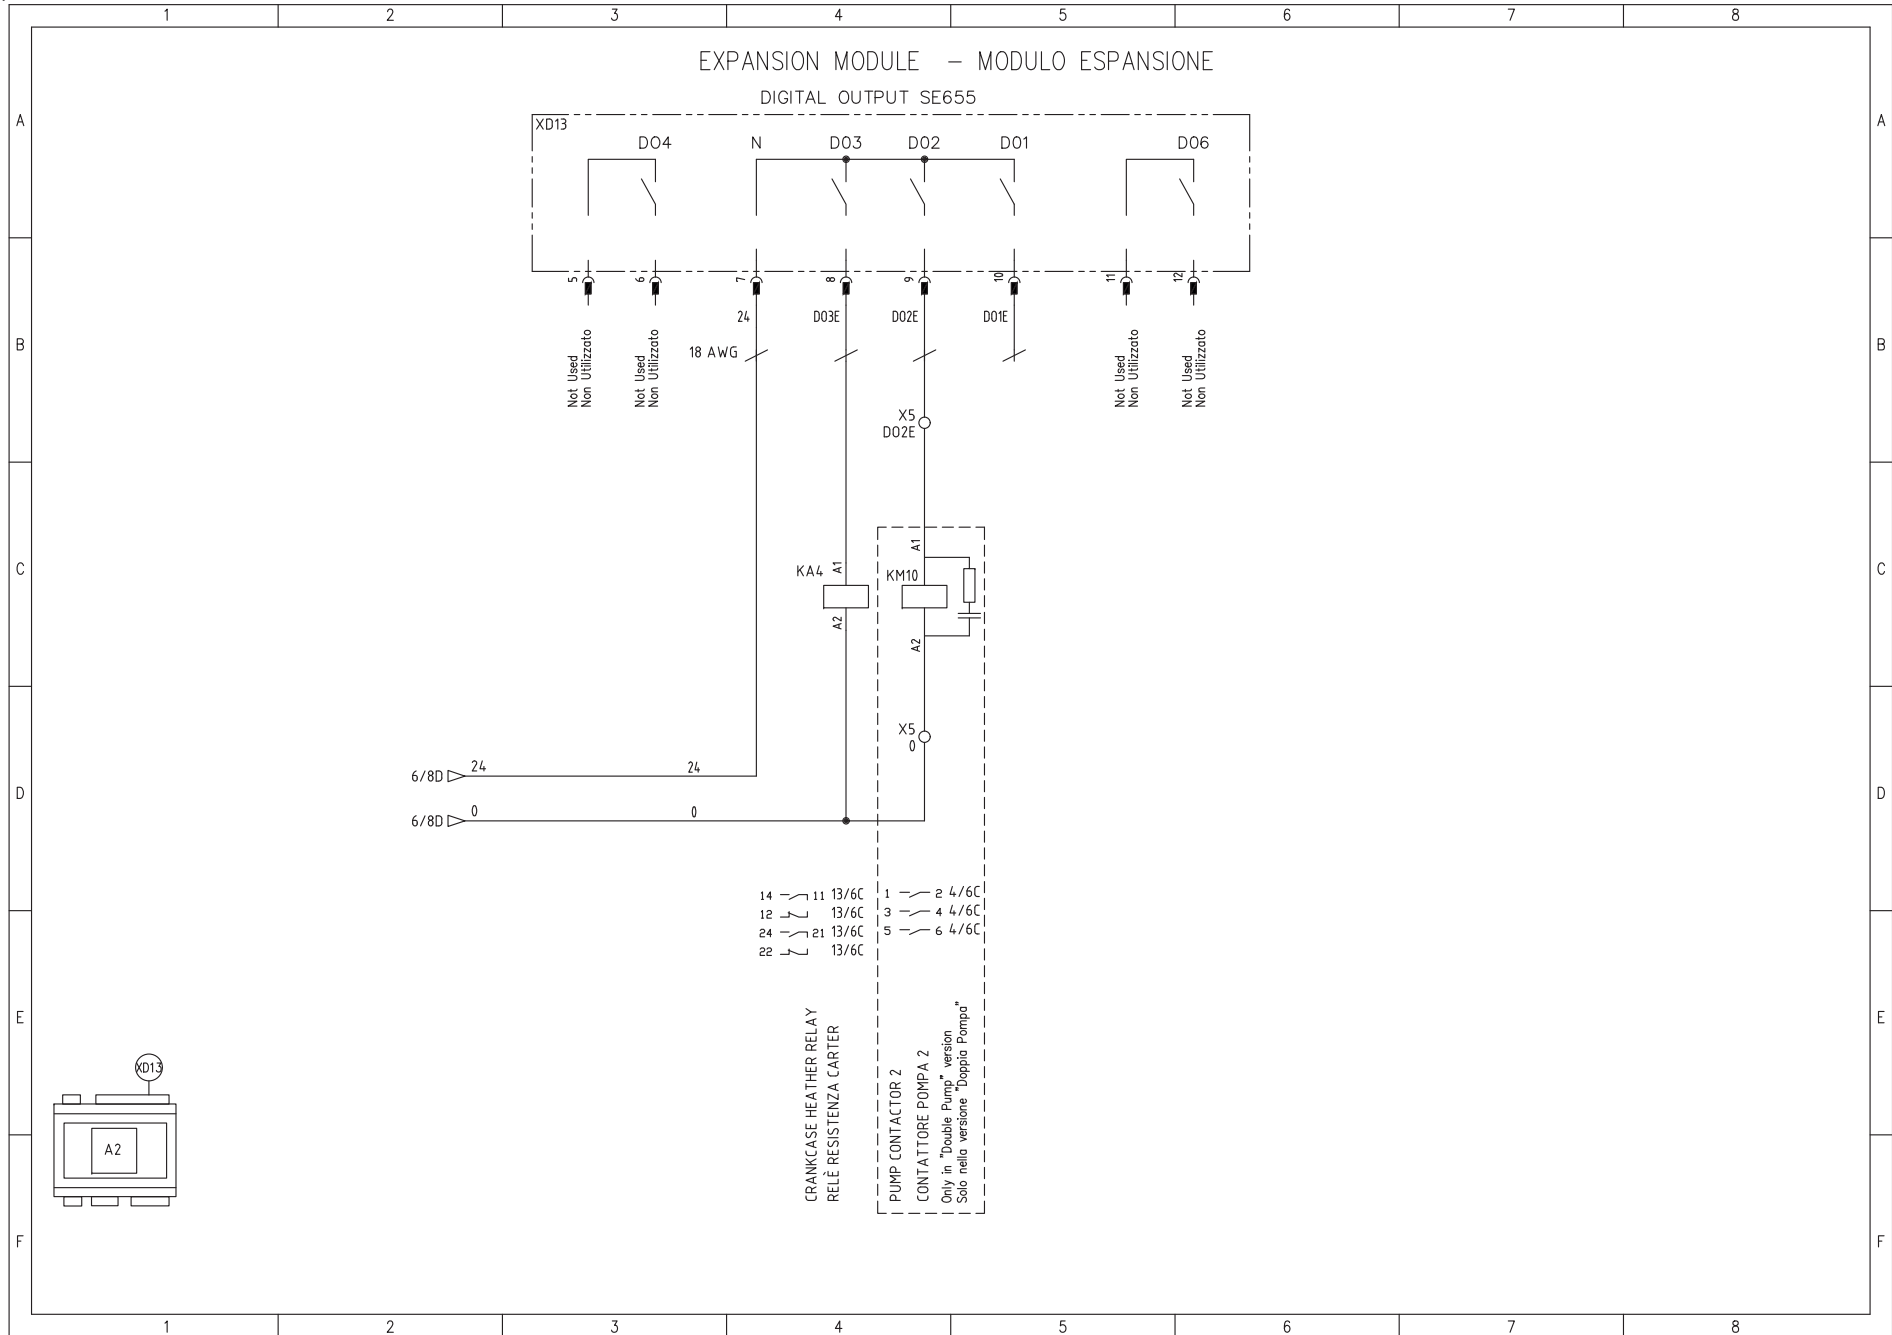 1 2 3 4 5 6 7 8
EXPANSION MODULE – MODULO ESPANSIONE
DIGITAL OUTPUT SE655
A A
XD13
DO4 N DO3 DO2 DO1 DO6
5 6 7 8 9 10 11 12
24 DO3E DO2E DO1E
B B
18 AWG
Not Used
Non Utilizzato
Not Used
Non Utilizzato
Not Used
Non Utilizzato
Not Used
Non Utilizzato
X5
DO2E
C C
KA4 A1
A2
KM10 A1
A2
X5
0
6/8D 24 24
D D
6/8D 0 0
14 11 13/6C
12 13/6C
24 21 13/6C
22 13/6C
1 2 4/6C
3 4 4/6C
5 6 4/6C
E E
CRANKCASE HEATHER RELAY
RELÈ RESISTENZA CARTER
PUMP CONTACTOR 2
CONTATTORE POMPA 2
Only in "Double Pump" version
Solo nella versione "Doppia Pompa"
XD13
A2
F F
1 2 3 4 5 6 7 8